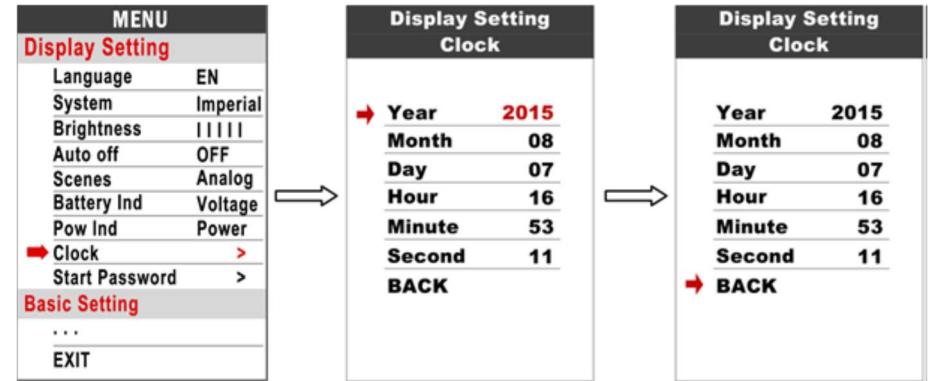 MENU
Display Setting
Language EN
System Imperial
Brightness I I I I I
Auto off OFF
Scenes Analog
Battery Ind Voltage
Pow Ind Power
Clock >
Start Password >
Basic Setting
...
EXIT
Display Setting
Clock
Year 2015
Month 08
Day 07
Hour 16
Minute 53
Second 11
BACK
Display Setting
Clock
Year 2015
Month 08
Day 07
Hour 16
Minute 53
Second 11
BACK